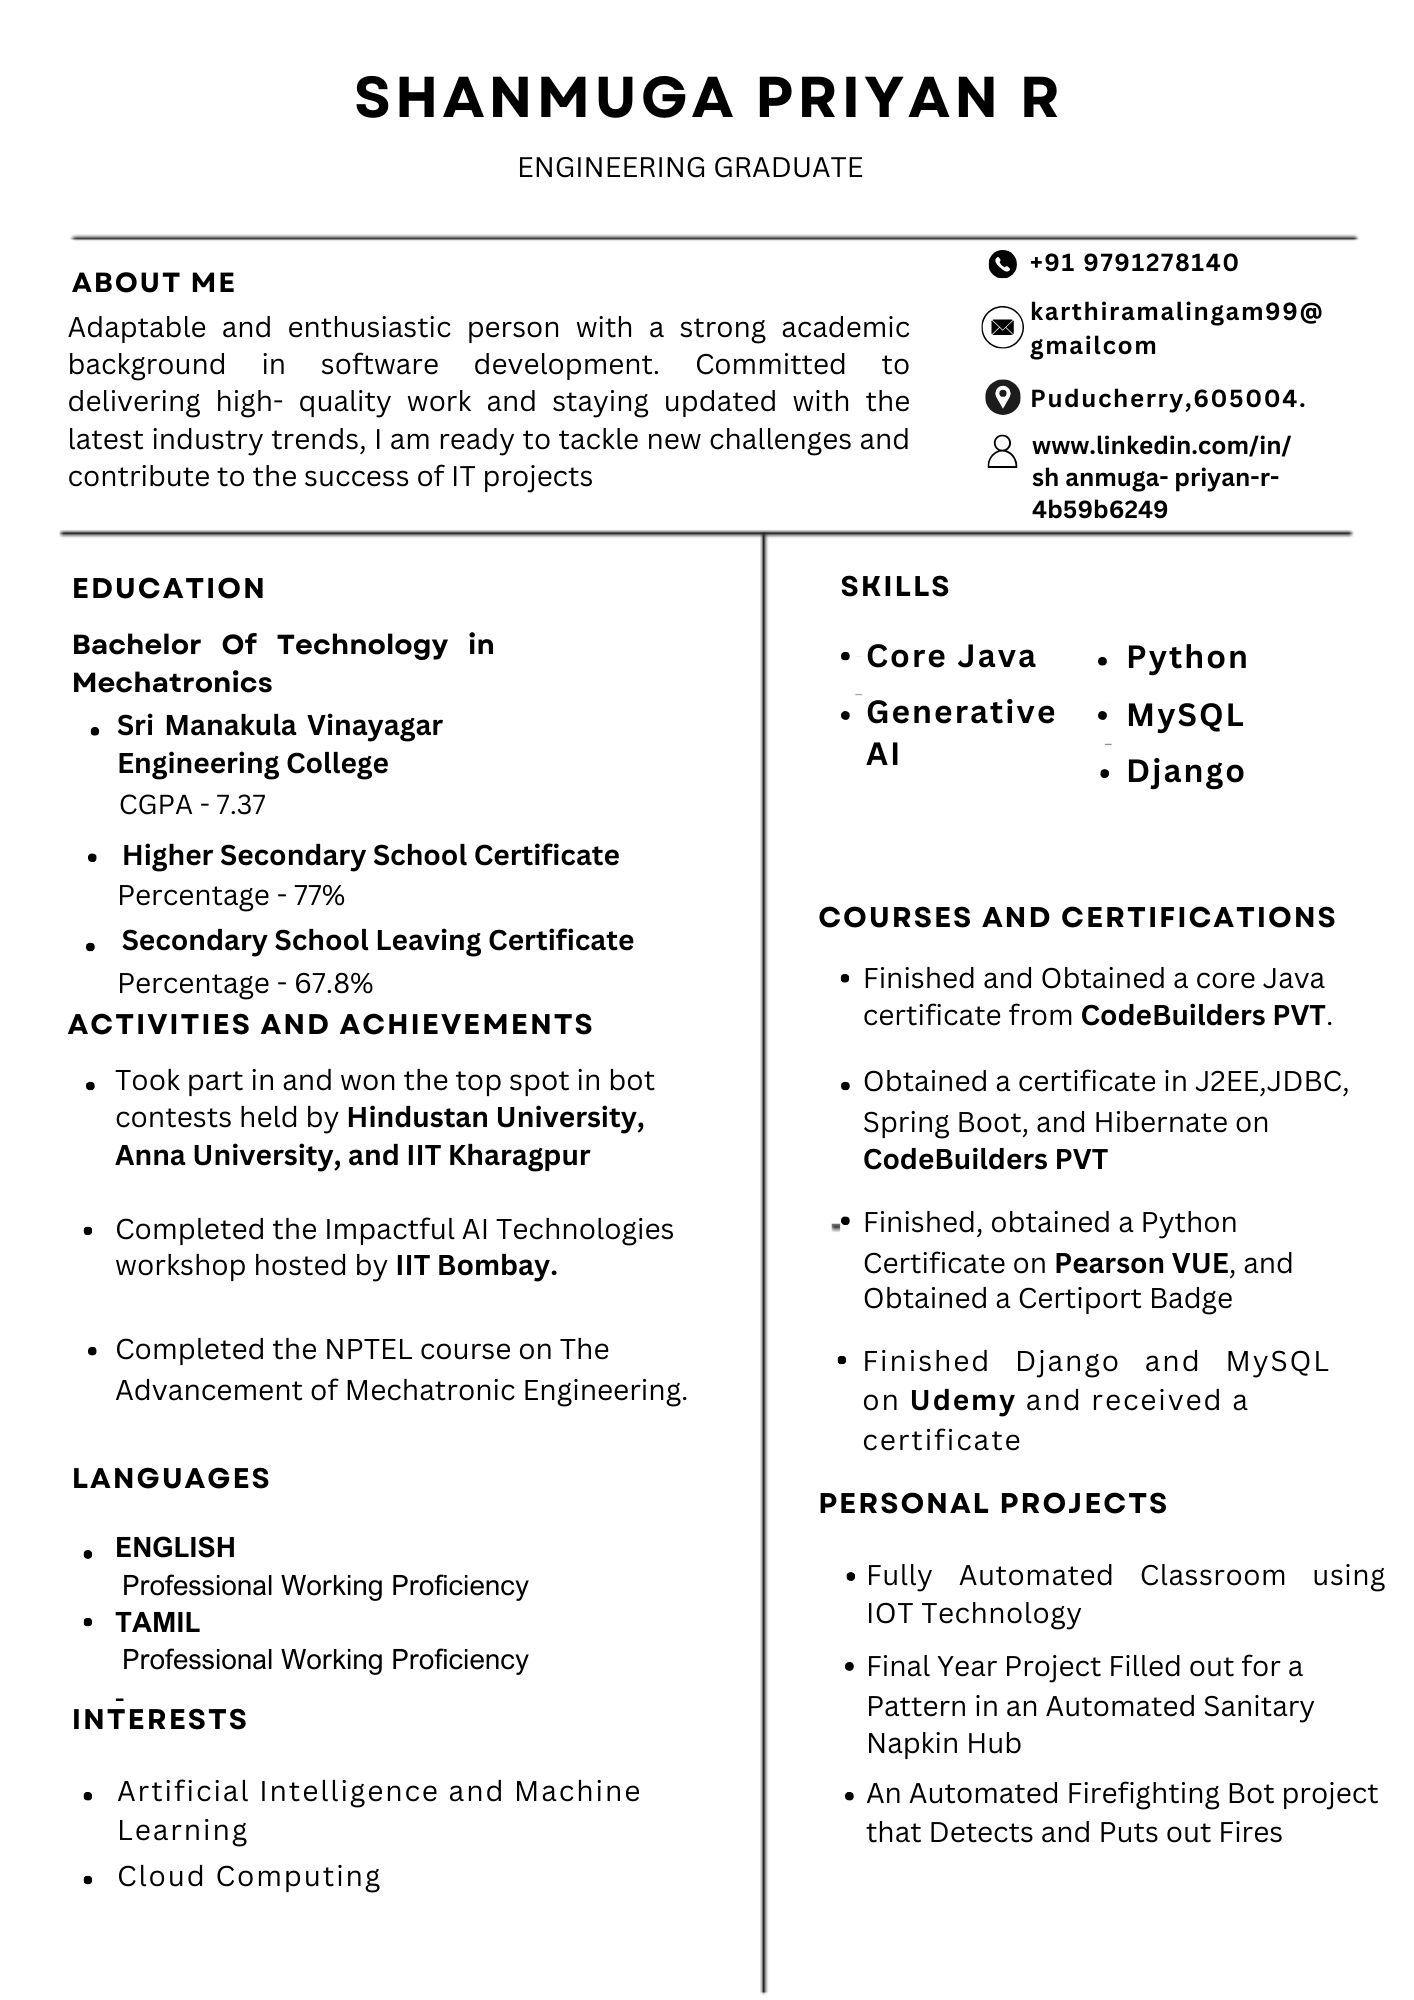 SHANMUGA PRIYAN R
ENGINEERING GRADUATE
ABOUT ME
Adaptable and enthusiastic person with a strong academic
background in software development. Committed to
delivering high- quality work and staying updated with the
latest industry trends, I am ready to tackle new challenges and
contribute to the success of IT projects
+91 9791278140
karthiramalingam99@
gmailcom
Puducherry,605004.
www.linkedin.com/in/
sh anmuga- priyan-r-
4b59b6249
EDUCATION
Bachelor Of Technology in
Mechatronics
• Sri Manakula Vinayagar
Engineering College
CGPA - 7.37
• Higher Secondary School Certificate
Percentage - 77%
• Secondary School Leaving Certificate
Percentage - 67.8%
ACTIVITIES AND ACHIEVEMENTS
• Took part in and won the top spot in bot
contests held by Hindustan University,
Anna University, and IIT Kharagpur
• Completed the Impactful AI Technologies
workshop hosted by IIT Bombay.
• Completed the NPTEL course on The
Advancement of Mechatronic Engineering.
LANGUAGES
• ENGLISH
Professional Working Proficiency
• TAMIL
Professional Working Proficiency
-
INTERESTS
• Artificial Intelligence and Machine
Learning
• Cloud Computing
SKILLS
• Core Java
• Generative
AI
• Python
• MySQL
• Django
COURSES AND CERTIFICATIONS
• Finished and Obtained a core Java
certificate from CodeBuilders PVT.
• Obtained a certificate in J2EE,JDBC,
Spring Boot, and Hibernate on
CodeBuilders PVT
• Finished, obtained a Python
Certificate on Pearson VUE, and
Obtained a Certiport Badge
• Finished Django and MySQL
on Udemy and received a
certificate
PERSONAL PROJECTS
• Fully Automated Classroom using
IOT Technology
• Final Year Project Filled out for a
Pattern in an Automated Sanitary
Napkin Hub
• An Automated Firefighting Bot project
that Detects and Puts out Fires